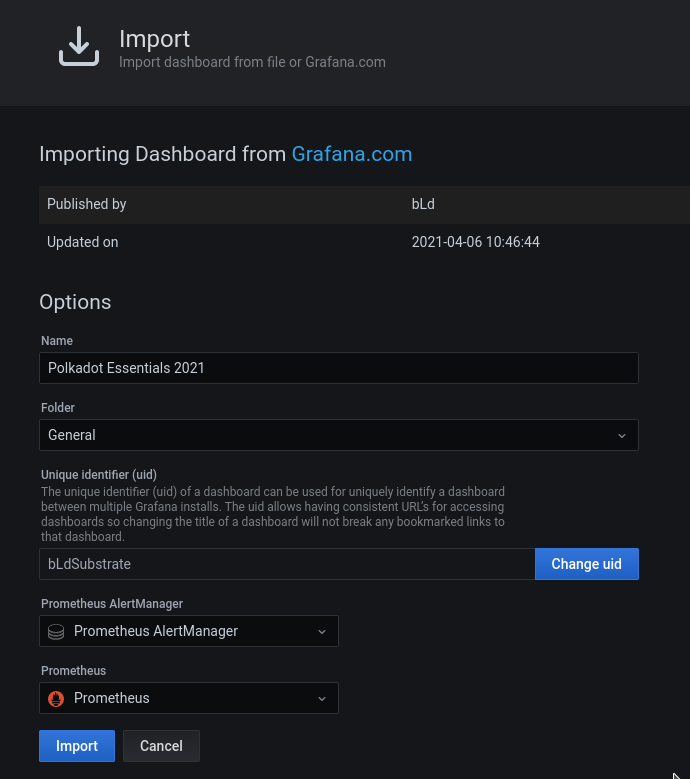 Import
Import dashboard from file or Grafana.com
Importing Dashboard from Grafana.com
Published by bLd
Updated on 2021-04-06 10:46:44
Options
Name
Polkadot Essentials 2021
Folder
General
Unique identifier (uid)
The unique identifier (uid) of a dashboard can be used for uniquely identify a dashboard
between multiple Grafana installs. The uid allows having consistent URL's for accessing
dashboards so changing the title of a dashboard will not break any bookmarked links to
that dashboard.
bLdSubstrate Change uid
Prometheus AlertManager
Prometheus AlertManager
Prometheus
Prometheus
Import Cancel